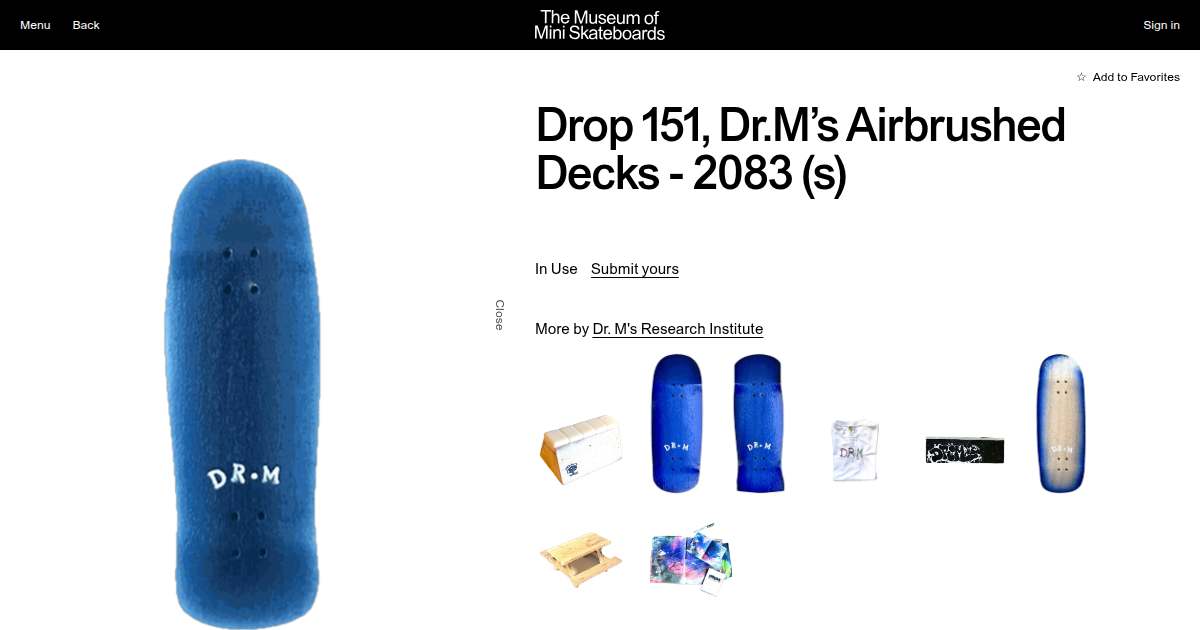 Menu
Back
The Museum of
Mini Skateboards
Sign in
☆ Add to Favorites
Drop 151, Dr.M’s Airbrushed
Decks - 2083 (s)
In Use Submit yours
Close
More by Dr. M's Research Institute
DR•M
DR•M
DR•M
DR•M
DR•M